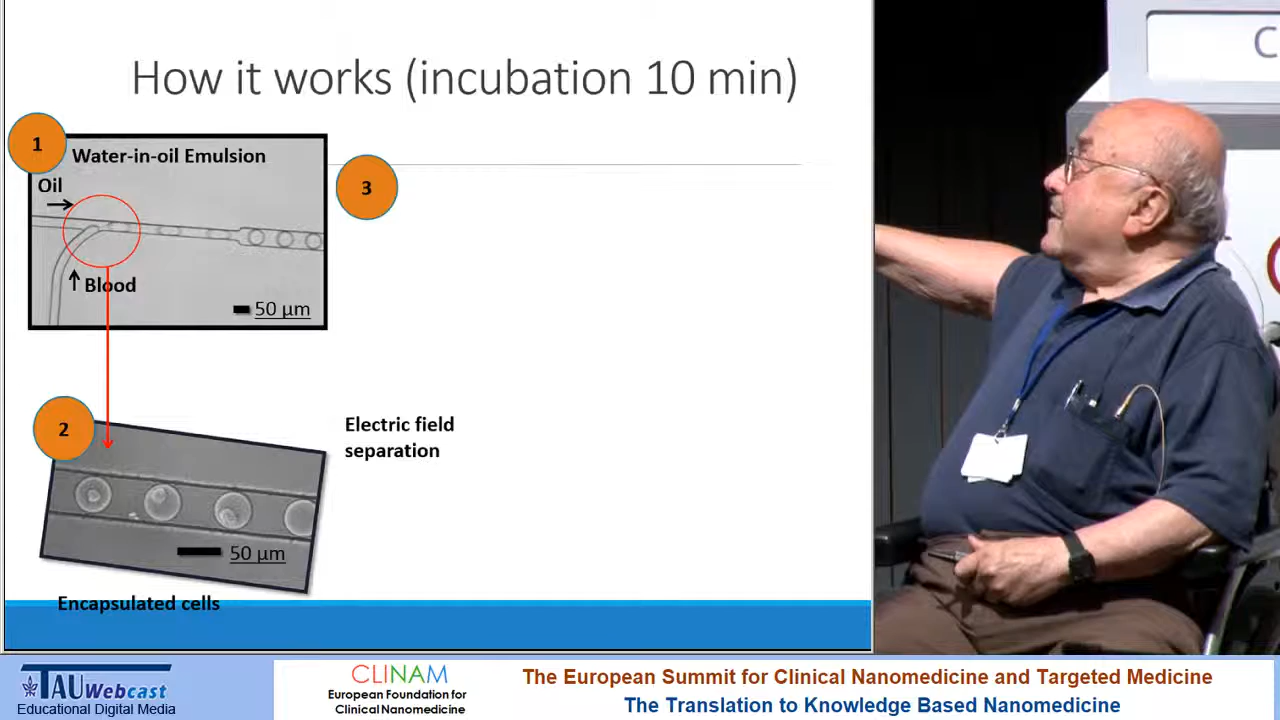 How it works (incubation 10 min)
1
Water-in-oil Emulsion
Oil
Blood
50 µm
3
2
50 µm
Encapsulated cells
Electric field
separation
C
TAUWebcast
Educational Digital Media
CLINAM
European Foundation for
Clinical Nanomedicine
The European Summit for Clinical Nanomedicine and Targeted Medicine
The Translation to Knowledge Based Nanomedicine